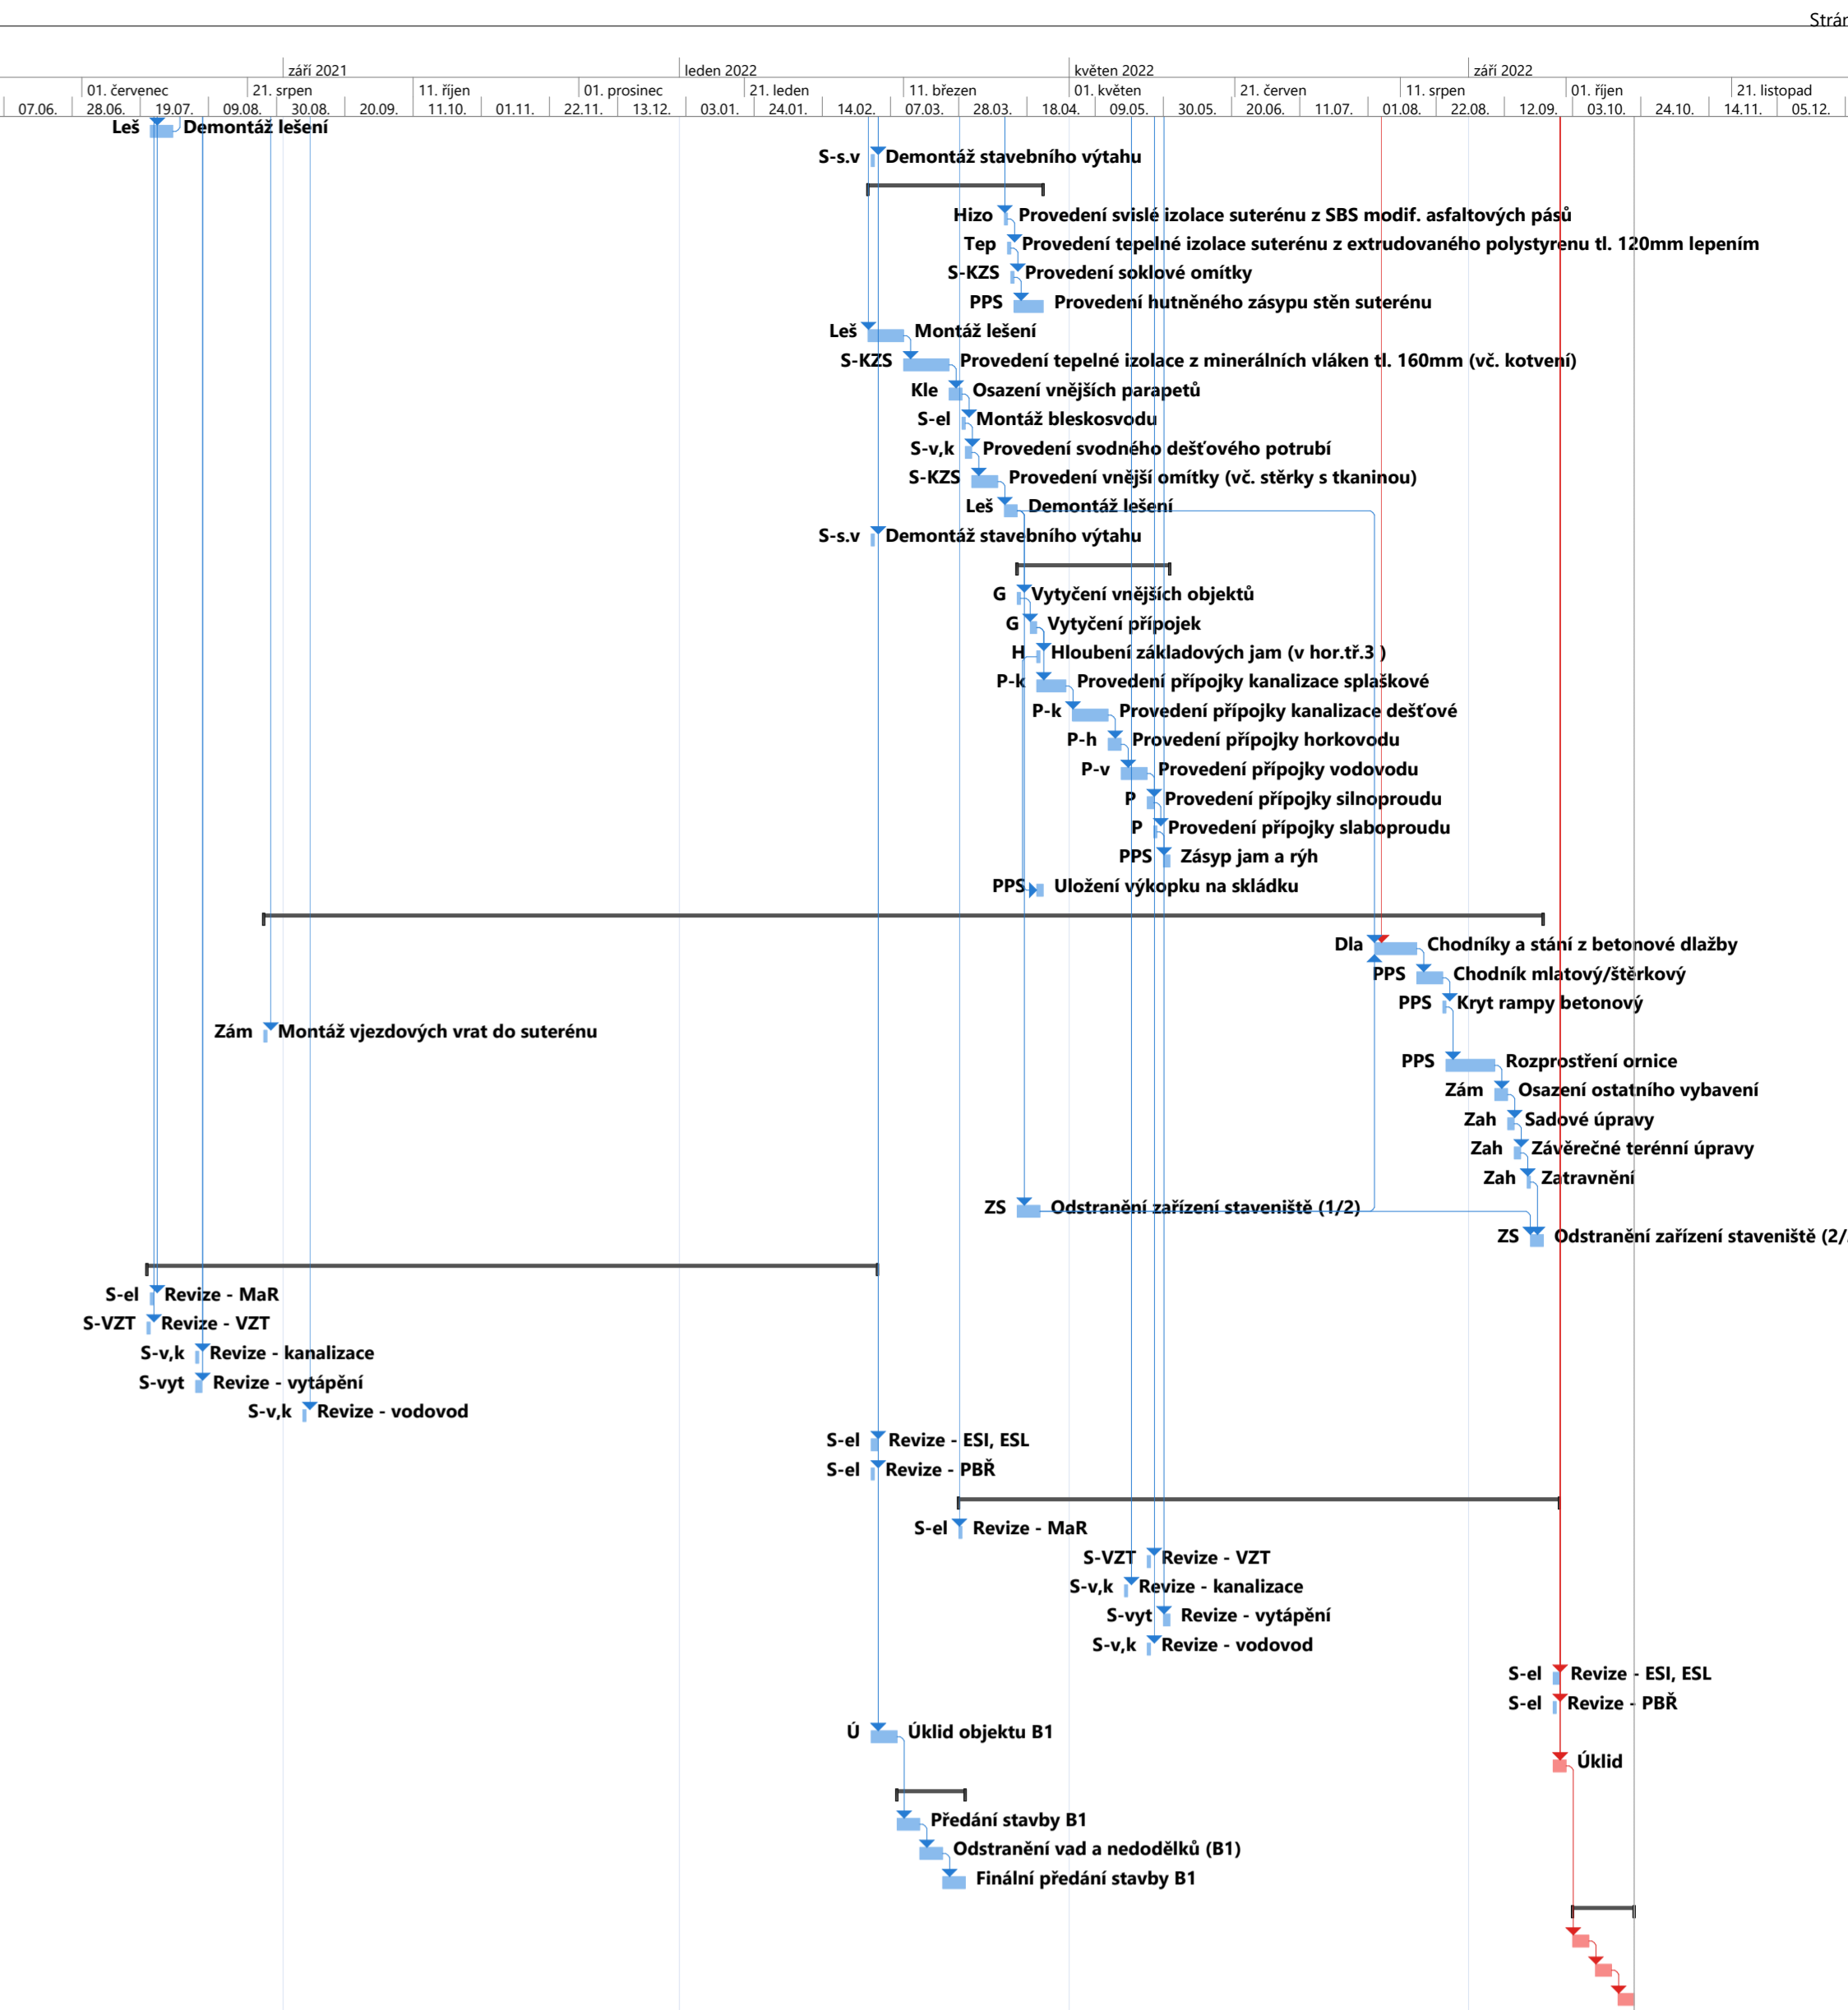 Strán
září 2021 leden 2022 květen 2022 září 2022
01. červenec 21. srpen 11. říjen 01. prosinec 21. leden 11. březen 01. květen 21. červen 11. srpen 01. říjen 21. listopad
07.06. 28.06. 19.07. 09.08. 30.08. 20.09. 11.10. 01.11. 22.11. 13.12. 03.01. 24.01. 14.02. 07.03. 28.03. 18.04. 09.05. 30.05. 20.06. 11.07. 01.08. 22.08. 12.09. 03.10. 24.10. 14.11. 05.12.
Leš Demontáž lešení
S-s.v Demontáž stavebního výtahu
Hizo Provedení svislé izolace suterénu z SBS modif. asfaltových pásů
Tep Provedení tepelné izolace suterénu z extrudovaného polystyrenu tl. 120mm lepením
S-KZS Provedení soklové omítky
PPS Provedení hutněného zásypu stěn suterénu
Leš Montáž lešení
S-KZS Provedení tepelné izolace z minerálních vláken tl. 160mm (vč. kotvení)
Kle Osazení vnějších parapetů
S-el Montáž bleskosvodu
S-v,k Provedení svodného dešťového potrubí
S-KZS Provedení vnější omítky (vč. stěrky s tkaninou)
Leš Demontáž lešení
S-s.v Demontáž stavebního výtahu
G Vytyčení vnějších objektů
G Vytyčení přípojek
H Hloubení základových jam (v hor.tř.3 )
P-k Provedení přípojky kanalizace splaškové
P-k Provedení přípojky kanalizace dešťové
P-h Provedení přípojky horkovodu
P-v Provedení přípojky vodovodu
P Provedení přípojky silnoproudu
P Provedení přípojky slaboproudu
PPS Zásyp jam a rýh
PPS Uložení výkopku na skládku
Dla Chodníky a stání z betonové dlažby
PPS Chodník mlatový/štěrkový
PPS Kryt rampy betonový
Zám Montáž vjezdových vrat do suterénu
PPS Rozprostření ornice
Zám Osazení ostatního vybavení
Zah Sadové úpravy
Zah Závěrečné terénní úpravy
Zah Zatravnění
ZS Odstranění zařízení staveniště (1/2)
ZS Odstranění zařízení staveniště (2/
S-el Revize - MaR
S-VZT Revize - VZT
S-v,k Revize - kanalizace
S-vyt Revize - vytápění
S-v,k Revize - vodovod
S-el Revize - ESI, ESL
S-el Revize - PBŘ
S-el Revize - MaR
S-VZT Revize - VZT
S-v,k Revize - kanalizace
S-vyt Revize - vytápění
S-v,k Revize - vodovod
S-el Revize - ESI, ESL
S-el Revize - PBŘ
Ú Úklid objektu B1
Úklid
Předání stavby B1
Odstranění vad a nedodělků (B1)
Finální předání stavby B1